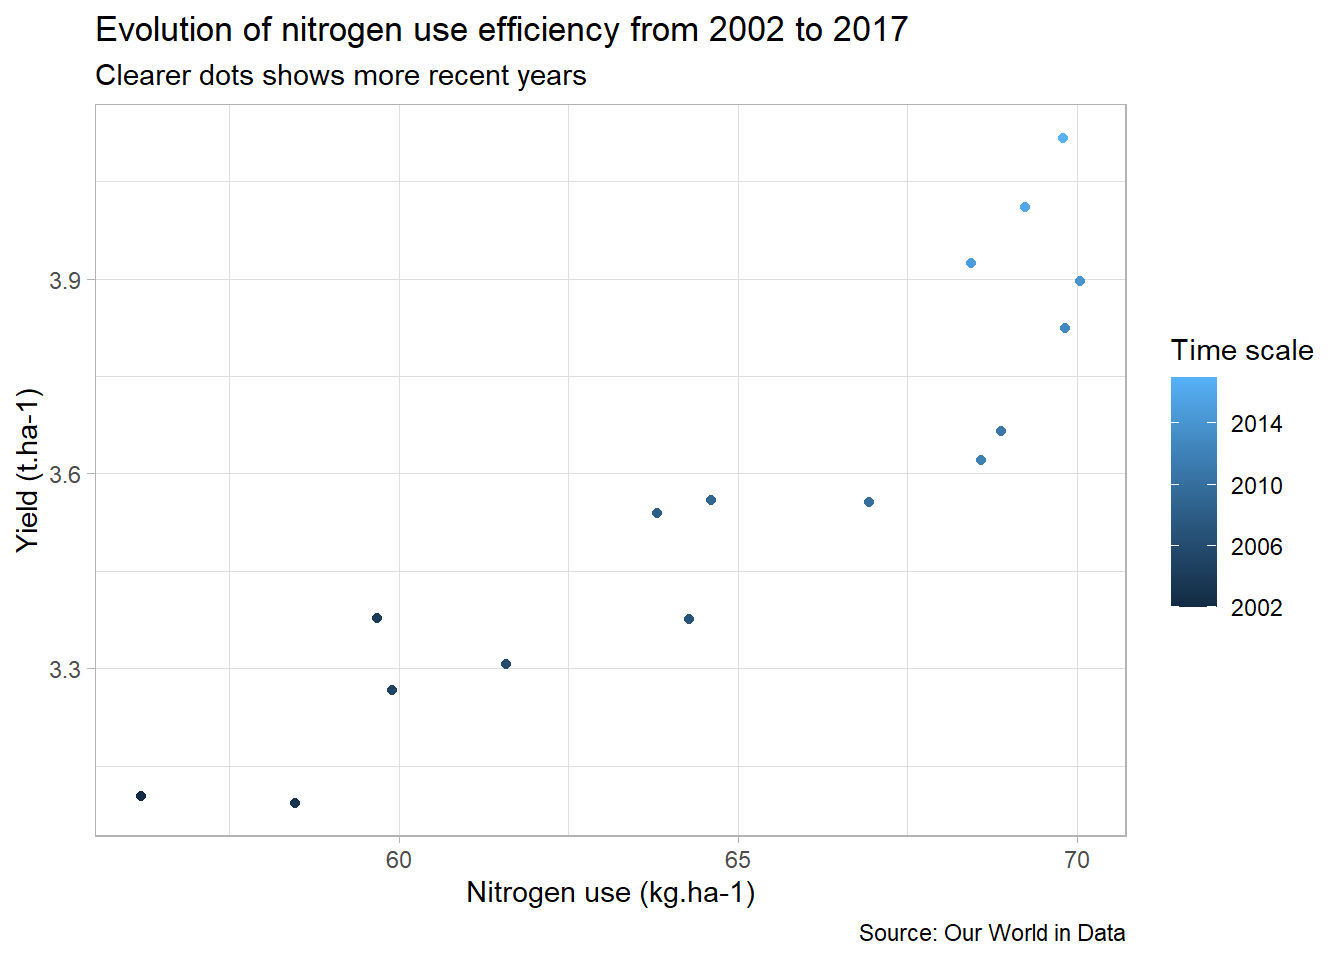 Evolution of nitrogen use efficiency from 2002 to 2017
Clearer dots shows more recent years
3.9
3.6
3.3
Yield (t.ha-1)
60
65
70
Nitrogen use (kg.ha-1)
Time scale
2014
2010
2006
2002
Source: Our World in Data